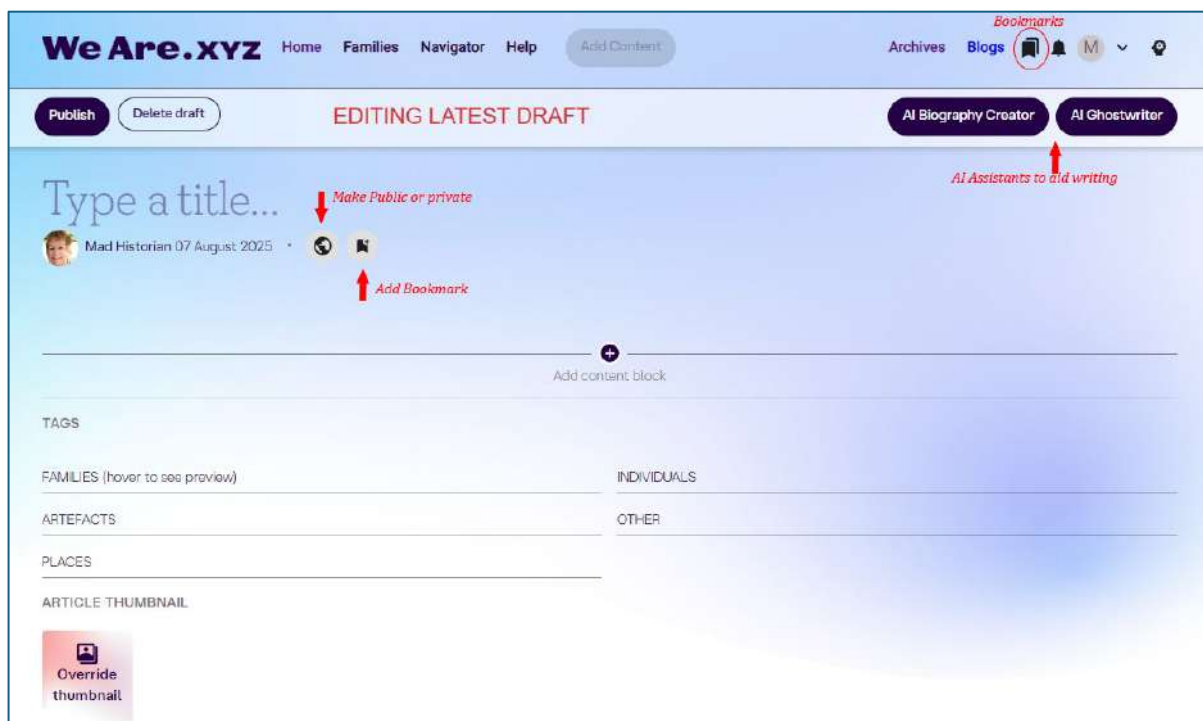 Bookmarks
We Are.xyz Home Families Navigator Help Add Content Archives Blogs M
Publish Delete draft EDITING LATEST DRAFT AI Biography Creator AI Ghostwriter
AI Assistants to aid writing
Type a title...
Make Public or private
Mad Historian 07 August 2025 ·
Add Bookmark
Add content block
TAGS
FAMILIES (hover to see preview) INDIVIDUALS
ARTEFACTS OTHER
PLACES
ARTICLE THUMBNAIL
Override
thumbnail